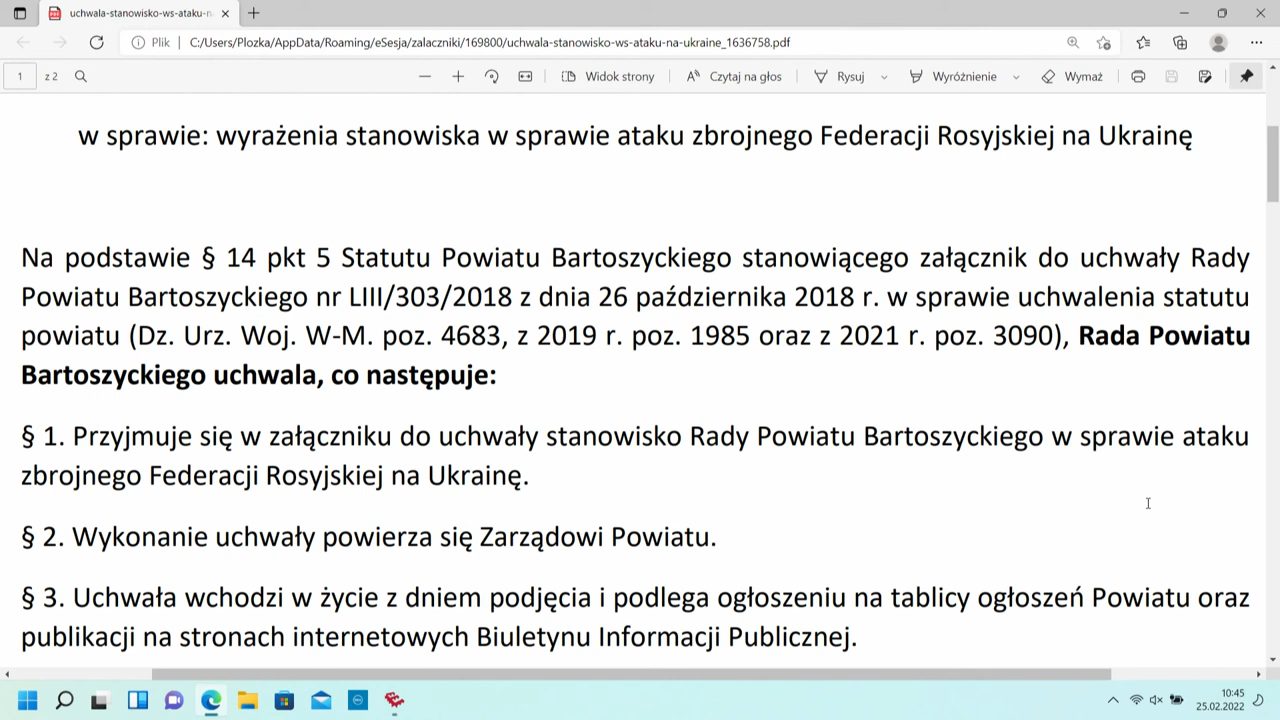 uchwala-stanowisko-ws-ataku-n
Plik
C:/Users/Plozka/AppData/Roaming/eSesja/zalaczniki/169800/uchwala-stanowisko-ws-ataku-na-ukraine_1636758.pdf
1 z 2 Widok strony Czytaj na głos Rysuj Wyróżnienie Wymaż
w sprawie: wyrażenia stanowiska w sprawie ataku zbrojnego Federacji Rosyjskiej na Ukrainę
Na podstawie § 14 pkt 5 Statutu Powiatu Bartoszyckiego stanowiącego załącznik do uchwały Rady
Powiatu Bartoszyckiego nr LIII/303/2018 z dnia 26 października 2018 r. w sprawie uchwalenia statutu
powiatu (Dz. Urz. Woj. W-M. poz. 4683, z 2019 r. poz. 1985 oraz z 2021 r. poz. 3090), Rada Powiatu
Bartoszyckiego uchwala, co następuje:
§ 1. Przyjmuje się w załączniku do uchwały stanowisko Rady Powiatu Bartoszyckiego w sprawie ataku
zbrojnego Federacji Rosyjskiej na Ukrainę.
§ 2. Wykonanie uchwały powierza się Zarządowi Powiatu.
§ 3. Uchwała wchodzi w życie z dniem podjęcia i podlega ogłoszeniu na tablicy ogłoszeń Powiatu oraz
publikacji na stronach internetowych Biuletynu Informacji Publicznej.
10:45
25.02.2022